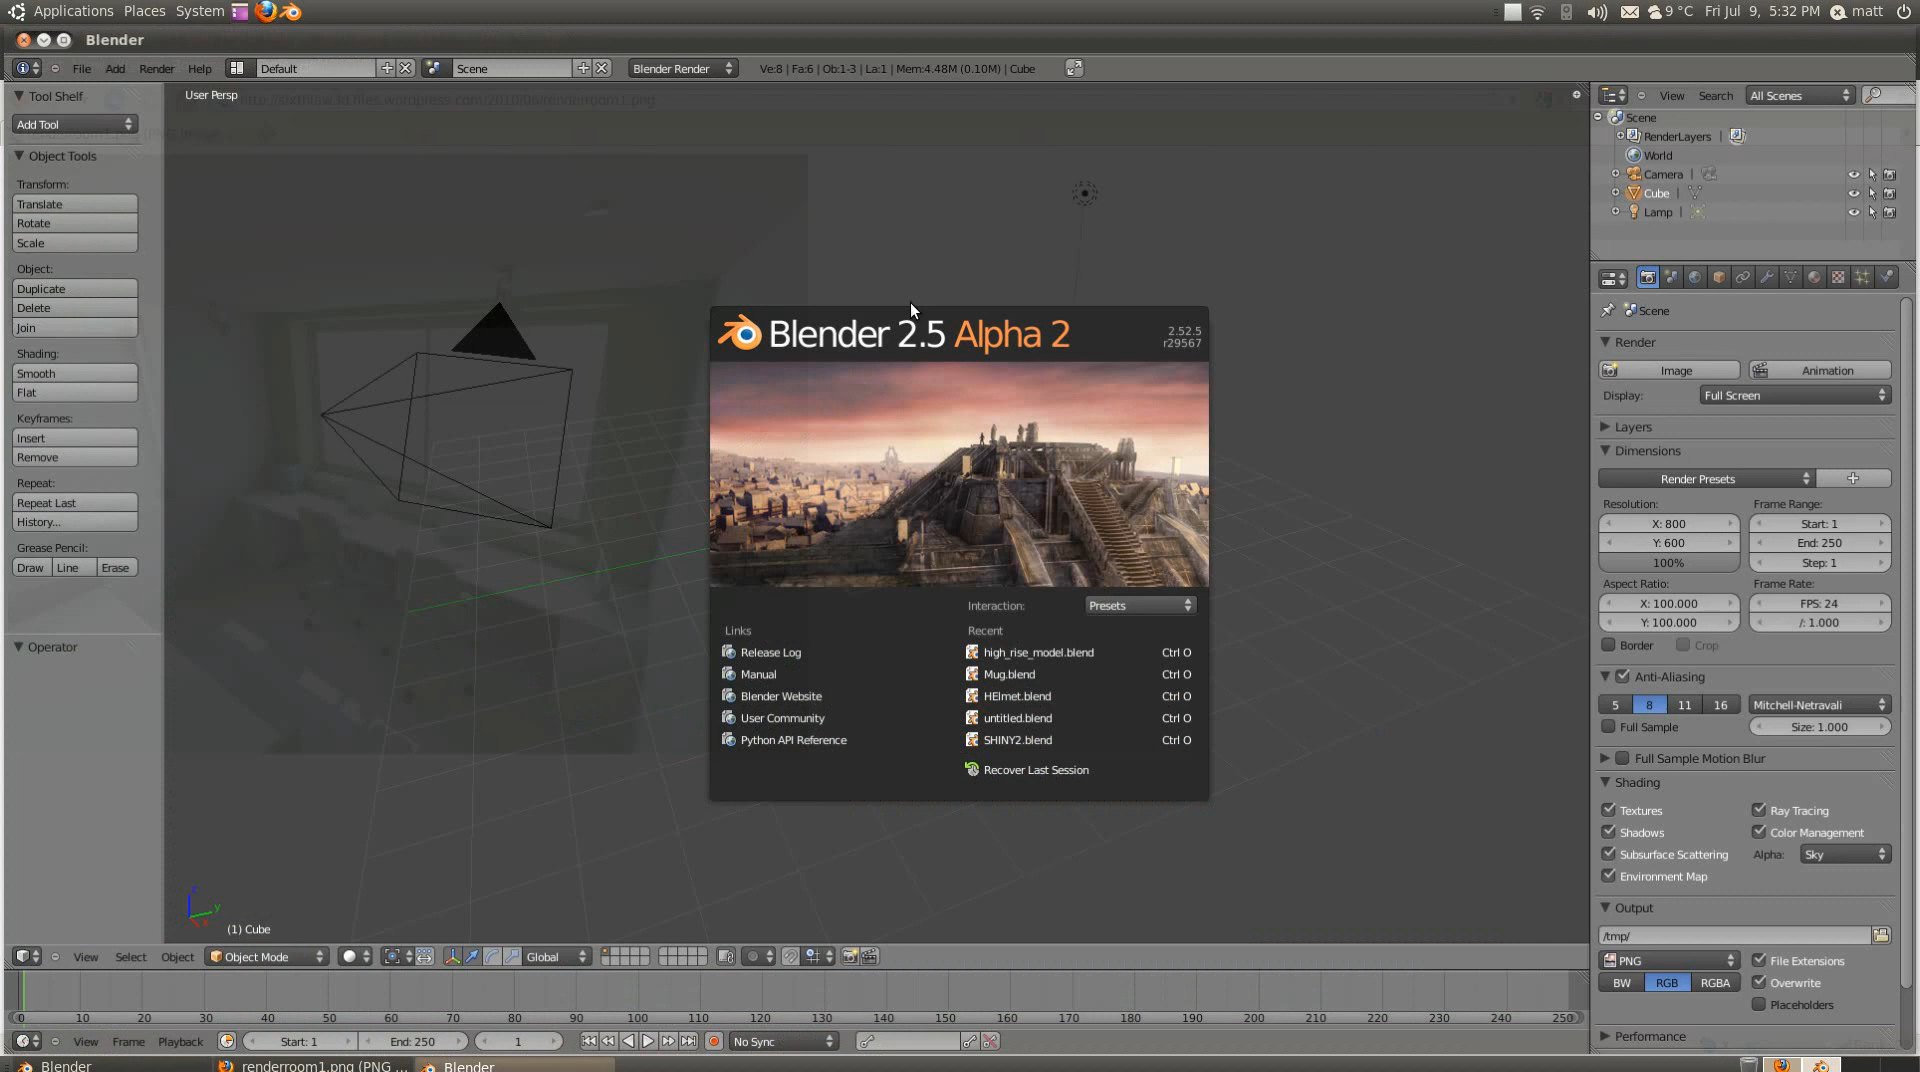 Applications Places System
9 °C Fri Jul 9, 5:32 PM matt
Blender
File Add Render Help Default Scene Blender Render Ve:8 | Fa:6 | Ob:1-3 | La:1 | Mem:4.48M (0.10M) | Cube
Tool Shelf
Add Tool
Object Tools
Transform:
Translate
Rotate
Scale
Object:
Duplicate
Delete
Join
Shading:
Smooth
Flat
Keyframes:
Insert
Remove
Repeat:
Repeat Last
History...
Grease Pencil:
Draw Line Erase
Operator
User Persp
Blender 2.5 Alpha 2
2.52.5
r29567
Interaction: Presets
Links
Release Log
Manual
Blender Website
User Community
Python API Reference
Recent
high_rise_model.blend Ctrl O
Mug.blend Ctrl O
HElmet.blend Ctrl O
untitled.blend Ctrl O
SHINY2.blend Ctrl O
Recover Last Session
z
y
x
(1) Cube
View Select Object Object Mode Global
0 10 20 30 40 50 60 70 80 90 100 110 120 130 140 150 160 170 180 190 200 210 220 230 240 250
View Frame Playback Start: 1 End: 250 1 No Sync
View Search All Scenes
Scene
RenderLayers
World
Camera
Cube
Lamp
Scene
Render
Image Animation
Display: Full Screen
Layers
Dimensions
Render Presets
Resolution: Frame Range:
X: 800 Start: 1
Y: 600 End: 250
100% Step: 1
Aspect Ratio: Frame Rate:
X: 100.000 FPS: 24
Y: 100.000 /: 1.000
Border Crop
Anti-Aliasing
5 8 11 16 Mitchell-Netravali
Full Sample Size: 1.000
Full Sample Motion Blur
Shading
Textures Ray Tracing
Shadows Color Management
Subsurface Scattering Alpha: Sky
Environment Map
Output
/tmp/
PNG File Extensions
BW RGB RGBA Overwrite
Placeholders
Performance
Blender renderroom1.png (PNG ... Blender